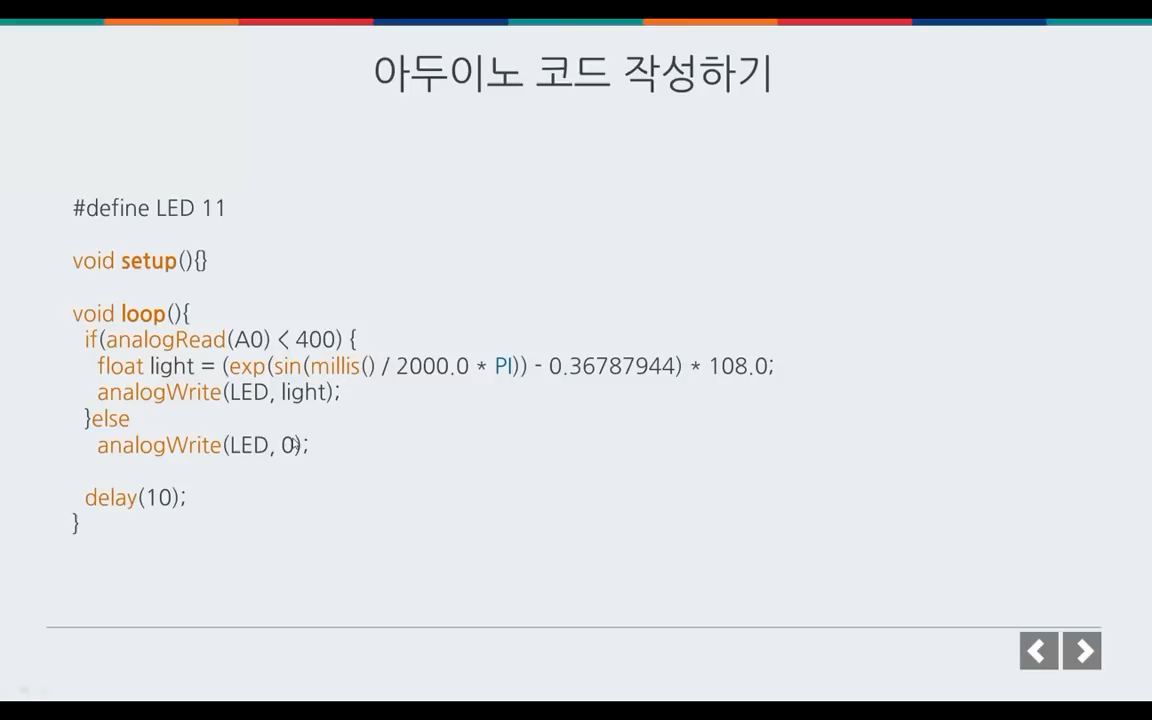 아두이노 코드 작성하기
#define LED 11
void setup(){}
void loop(){
if(analogRead(A0) < 400) {
float light = (exp(sin(millis() / 2000.0 * PI)) - 0.36787944) * 108.0;
analogWrite(LED, light);
}else
analogWrite(LED, 0);
delay(10);
}